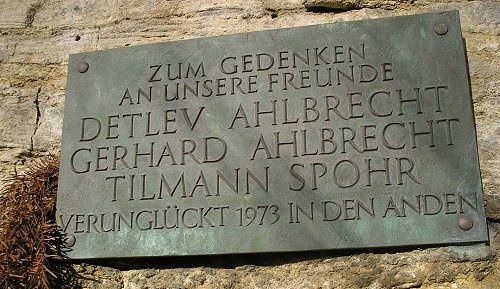 ZUM GEDENKEN
AN UNSERE FREUNDE
DETLEV AHLBRECHT
GERHARD AHLBRECHT
TILMANN SPOHR
VERUNGLÜCKT 1973 IN DEN ANDEN